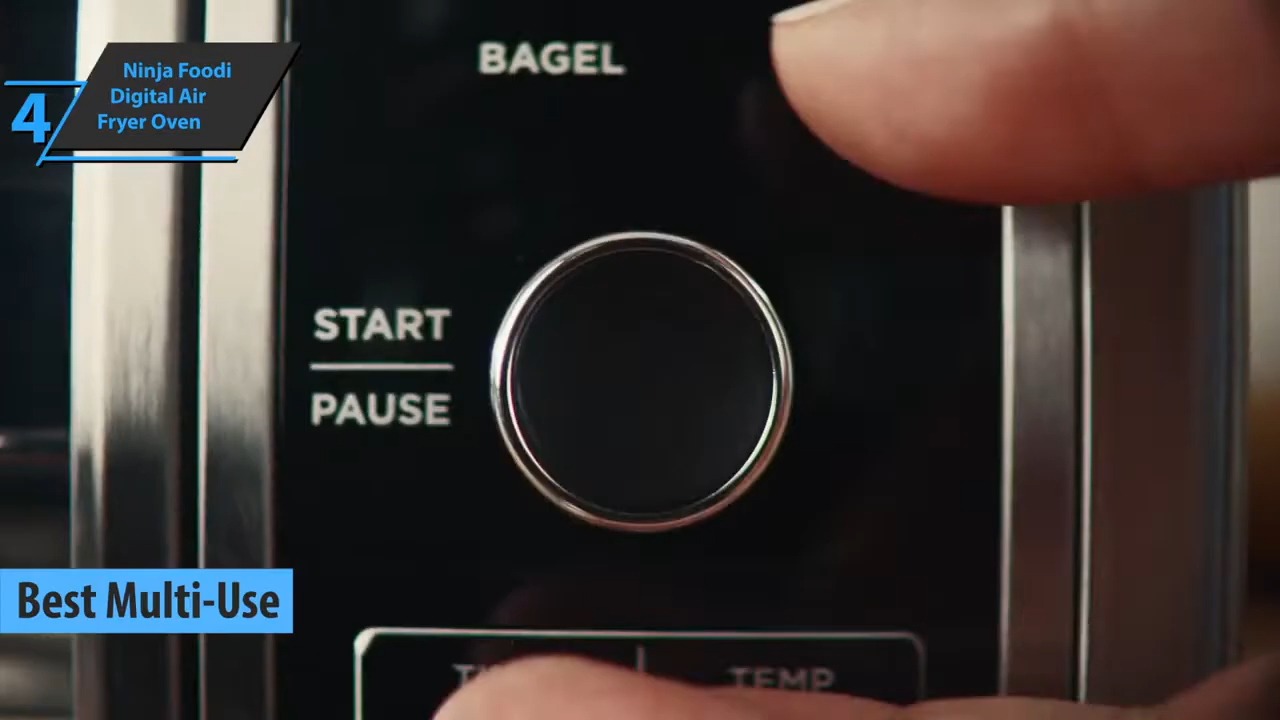 4
Ninja Foodi
Digital Air
Fryer Oven
BAGEL
START
PAUSE
Best Multi-Use
TEMP